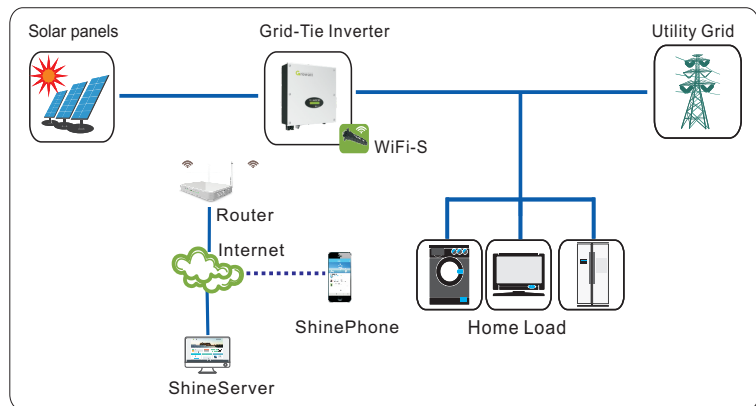 Solar panels
Grid-Tie Inverter
Utility Grid
WiFi-S
Router
Internet
ShinePhone
Home Load
ShineServer